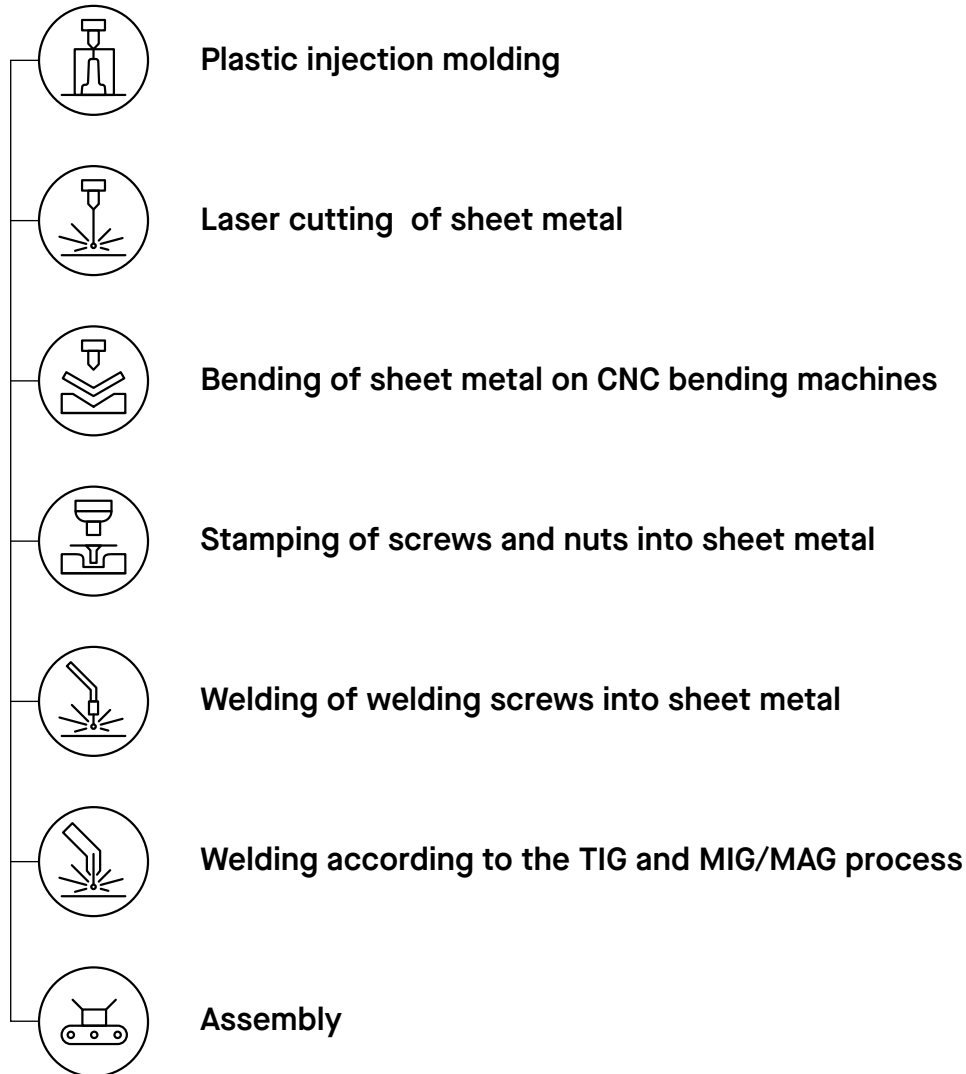 Plastic injection molding
Laser cutting  of sheet metal
Bending of sheet metal on CNC bending machines
Stamping of screws and nuts into sheet metal
Welding of welding screws into sheet metal
Welding according to the TIG and MIG/MAG process
Assembly